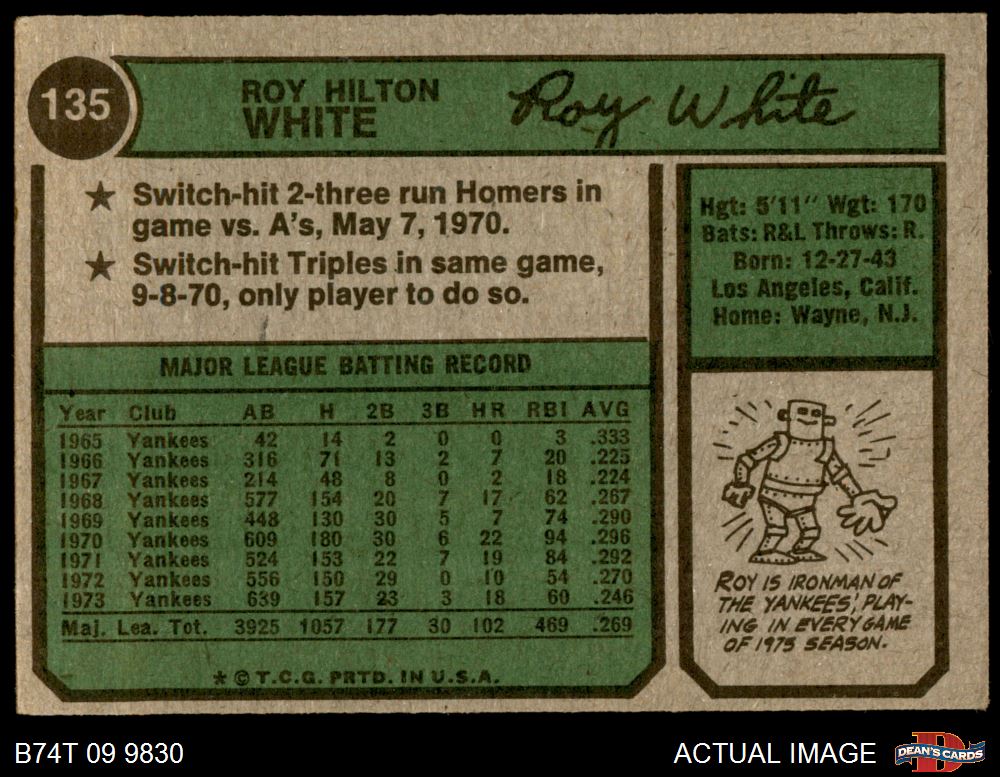 135
ROY HILTON
WHITE
Roy White
★ Switch-hit 2-three run Homers in
game vs. A's, May 7, 1970.
★ Switch-hit Triples in same game,
9-8-70, only player to do so.
Hgt: 5'11" Wgt: 170
Bats: R&L Throws: R.
Born: 12-27-43
Los Angeles, Calif.
Home: Wayne, N.J.
MAJOR LEAGUE BATTING RECORD
Year Club AB H 2B 3B HR RBI AVG
1965 Yankees 42 14 2 0 0 3 .333
1966 Yankees 316 71 13 2 7 20 .225
1967 Yankees 214 48 8 0 2 18 .224
1968 Yankees 577 154 20 7 17 62 .267
1969 Yankees 448 130 30 5 7 74 .290
1970 Yankees 609 180 30 6 22 94 .296
1971 Yankees 524 153 22 7 19 84 .292
1972 Yankees 556 150 29 0 10 54 .270
1973 Yankees 639 157 23 3 18 60 .246
Maj. Lea. Tot. 3925 1057 177 30 102 469 .269
* © T.C.G. PRTD. IN U.S.A.
ROY IS IRONMAN OF
THE YANKEES', PLAY-
ING IN EVERY GAME
OF 1973 SEASON.
B74T 09 9830
ACTUAL IMAGE
D
DEAN'S CARDS